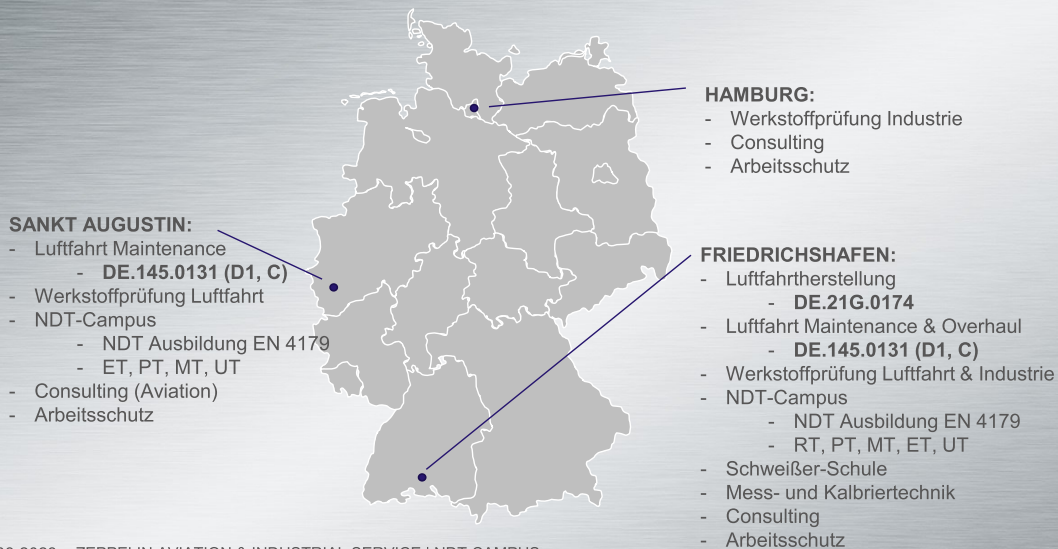 HAMBURG:
- Werkstoffprüfung Industrie
- Consulting
- Arbeitsschutz
SANKT AUGUSTIN:
- Luftfahrt Maintenance
- DE.145.0131 (D1, C)
- Werkstoffprüfung Luftfahrt
- NDT-Campus
- NDT Ausbildung EN 4179
- ET, PT, MT, UT
- Consulting (Aviation)
- Arbeitsschutz
FRIEDRICHSHAFEN:
- Luftfahrtherstellung
- DE.21G.0174
- Luftfahrt Maintenance & Overhaul
- DE.145.0131 (D1, C)
- Werkstoffprüfung Luftfahrt & Industrie
- NDT-Campus
- NDT Ausbildung EN 4179
- RT, PT, MT, ET, UT
- Schweißer-Schule
- Mess- und Kalbriertechnik
- Consulting
- Arbeitsschutz
ZEPPELIN AVIATION & INDUSTRIAL SERVICE | NDT CAMPUS